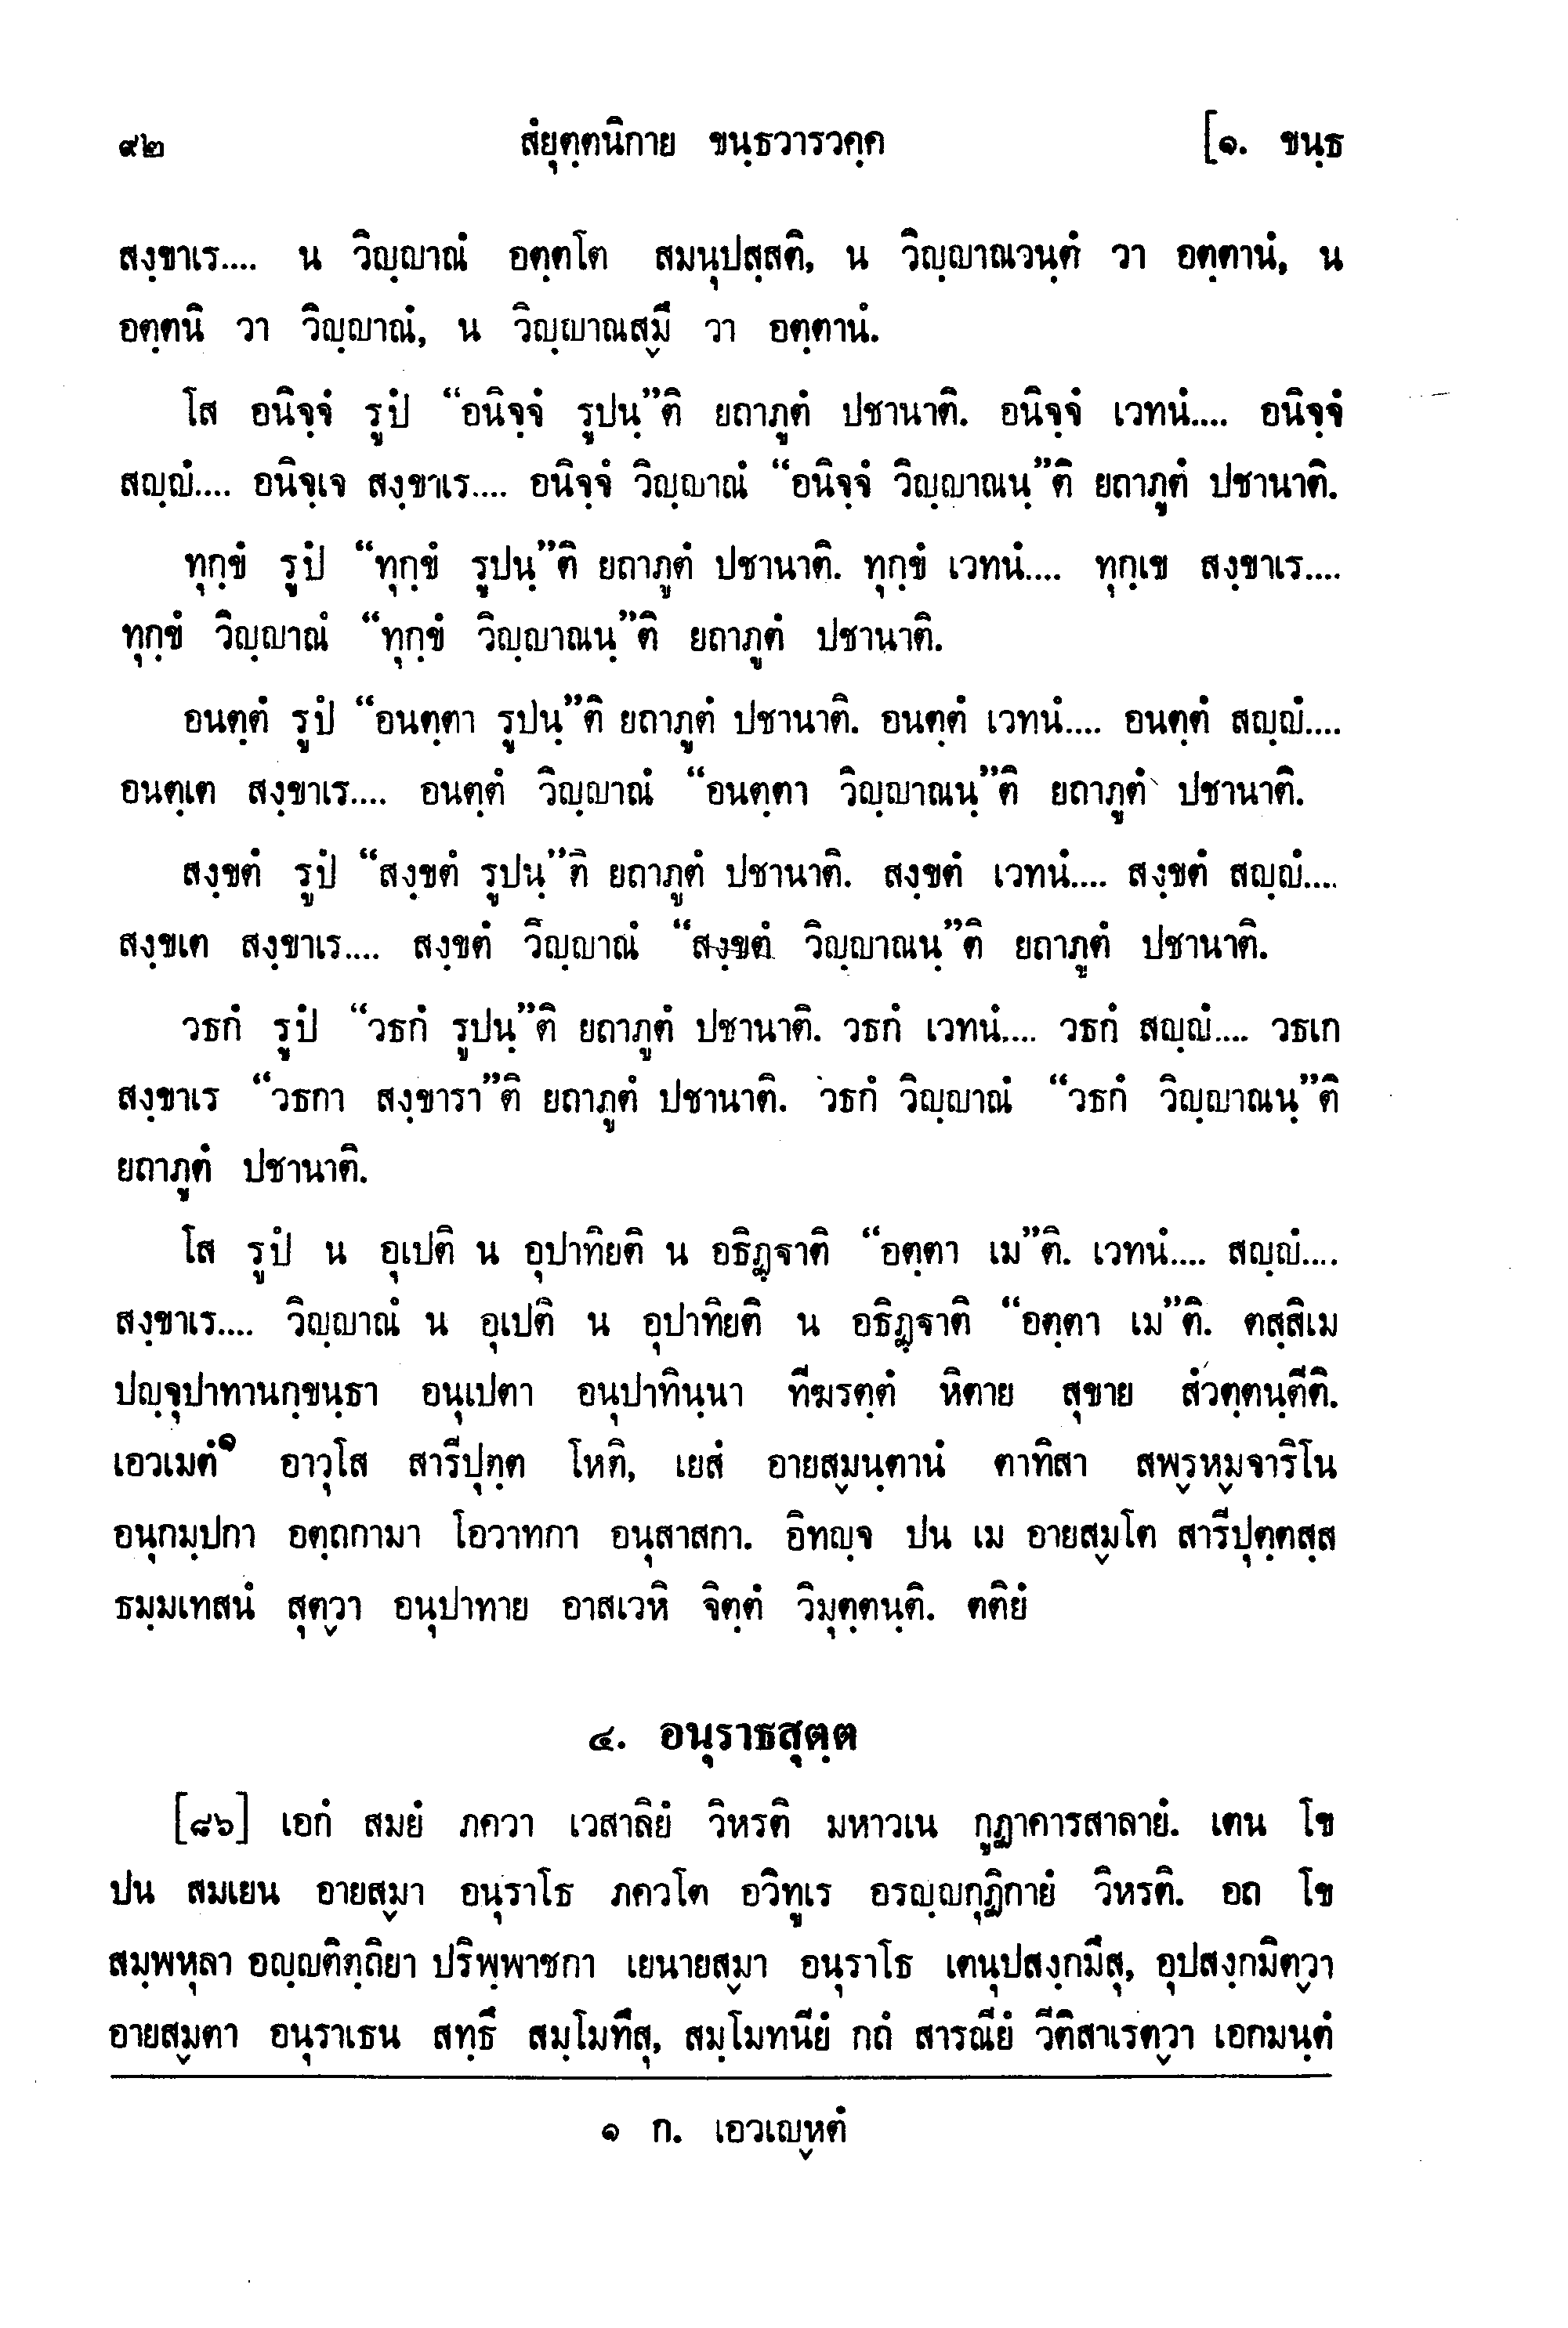 ๙๒ สํยุตฺตนิกาย ขนฺธวารวคฺค [๑. ขนฺธ
สงฺขาเร.... น วิญฺญาณํ อตฺตโต สมนุปสฺสติ, น วิญฺญาณวนฺตํ วา อตฺตานํ, น
อตฺตนิ วา วิญฺญาณํ, น วิญฺญาณสฺมึ วา อตฺตานํ.
โส อนิจฺจํ รูปํ “อนิจฺจํ รูปนฺ”ติ ยถาภูตํ ปชานาติ. อนิจฺจํ เวทนํ.... อนิจฺจํ
สญฺญํ.... อนิจฺเจ สงฺขาเร.... อนิจฺจํ วิญฺญาณํ “อนิจฺจํ วิญฺญาณนฺ”ติ ยถาภูตํ ปชานาติ.
ทุกฺขํ รูปํ “ทุกฺขํ รูปนฺ”ติ ยถาภูตํ ปชานาติ. ทุกฺขํ เวทนํ.... ทุกฺเข สงฺขาเร....
ทุกฺขํ วิญฺญาณํ “ทุกฺขํ วิญฺญาณนฺ”ติ ยถาภูตํ ปชานาติ.
อนตฺตํ รูปํ “อนตฺตา รูปนฺ”ติ ยถาภูตํ ปชานาติ. อนตฺตํ เวทนํ.... อนตฺตํ สญฺญํ....
อนตฺเต สงฺขาเร.... อนตฺตํ วิญฺญาณํ “อนตฺตา วิญฺญาณนฺ”ติ ยถาภูตํ ปชานาติ.
สงฺขตํ รูปํ “สงฺขตํ รูปนฺ”ติ ยถาภูตํ ปชานาติ. สงฺขตํ เวทนํ.... สงฺขตํ สญฺญํ....
สงฺขเต สงฺขาเร.... สงฺขตํ วิญฺญาณํ “สงฺขตํ วิญฺญาณนฺ”ติ ยถาภูตํ ปชานาติ.
วธกํ รูปํ “วธกํ รูปนฺ”ติ ยถาภูตํ ปชานาติ. วธกํ เวทนํ.... วธกํ สญฺญํ.... วธเก
สงฺขาเร “วธกา สงฺขารา”ติ ยถาภูตํ ปชานาติ. วธกํ วิญฺญาณํ “วธกํ วิญฺญาณนฺ”ติ
ยถาภูตํ ปชานาติ.
โส รูปํ น อุเปติ น อุปาทิยติ น อธิฏฺฐาติ “อตฺตา เม”ติ. เวทนํ.... สญฺญํ....
สงฺขาเร.... วิญฺญาณํ น อุเปติ น อุปาทิยติ น อธิฏฺฐาติ “อตฺตา เม”ติ. ตสฺสิเม
ปญฺจุปาทานกฺขนฺธา อนุเปตา อนุปาทินฺนา ทีฆรตฺตํ หิตาย สุขาย สํวตฺตนฺตีติ.
เอวเมตํ๑ อาวุโส สารีปุตฺต โหติ, เยสํ อายสฺมนฺตานํ ตาทิสา สพฺรหฺมจาริโน
อนุกมฺปกา อตฺถกามา โอวาทกา อนุสาสกา. อิทญฺจ ปน เม อายสฺมโต สารีปุตฺตสฺส
ธมฺมเทสนํ สุตฺวา อนุปาทาย อาสเวหิ จิตฺตํ วิมุตฺตนฺติ. ตติยํ
๔. อนุราธสุตฺต
[๘๖] เอกํ สมยํ ภควา เวสาลิยํ วิหรติ มหาวเน กูฏาคารสาลายํ. เตน โข
ปน สมเยน อายสฺมา อนุราโธ ภควโต อวิทูเร อรญฺญกุฏิกายํ วิหรติ. อถ โข
สมฺพหุลา อญฺญติตฺถิยา ปริพฺพาชกา เยนายสฺมา อนุราโธ เตนุปสงฺกมึสุ, อุปสงฺกมิตฺวา
อายสฺมตา อนุราเธน สทฺธึ สมฺโมทึสุ, สมฺโมทนียํ กถํ สารณียํ วีติสาเรตฺวา เอกมนฺตํ
๑ ก. เอวเญฺหตํ